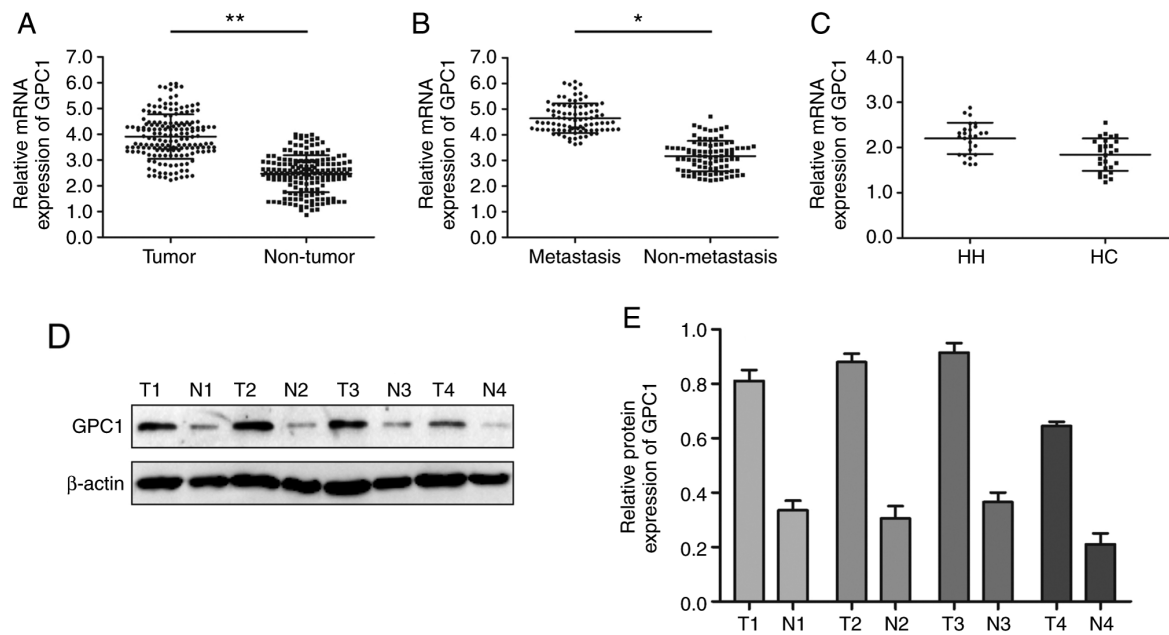 A
**
Relative mRNA
expression of GPC1
7.0
6.0
5.0
4.0
3.0
2.0
1.0
0.0
Tumor Non-tumor
B
*
Relative mRNA
expression of GPC1
7.0
6.0
5.0
4.0
3.0
2.0
1.0
0.0
Metastasis Non-metastasis
C
Relative mRNA
expression of GPC1
4.0
3.0
2.0
1.0
0.0
HH HC
D
T1 N1 T2 N2 T3 N3 T4 N4
GPC1
β-actin
E
Relative protein
expression of GPC1
1.0
0.8
0.6
0.4
0.2
0.0
T1 N1 T2 N2 T3 N3 T4 N4